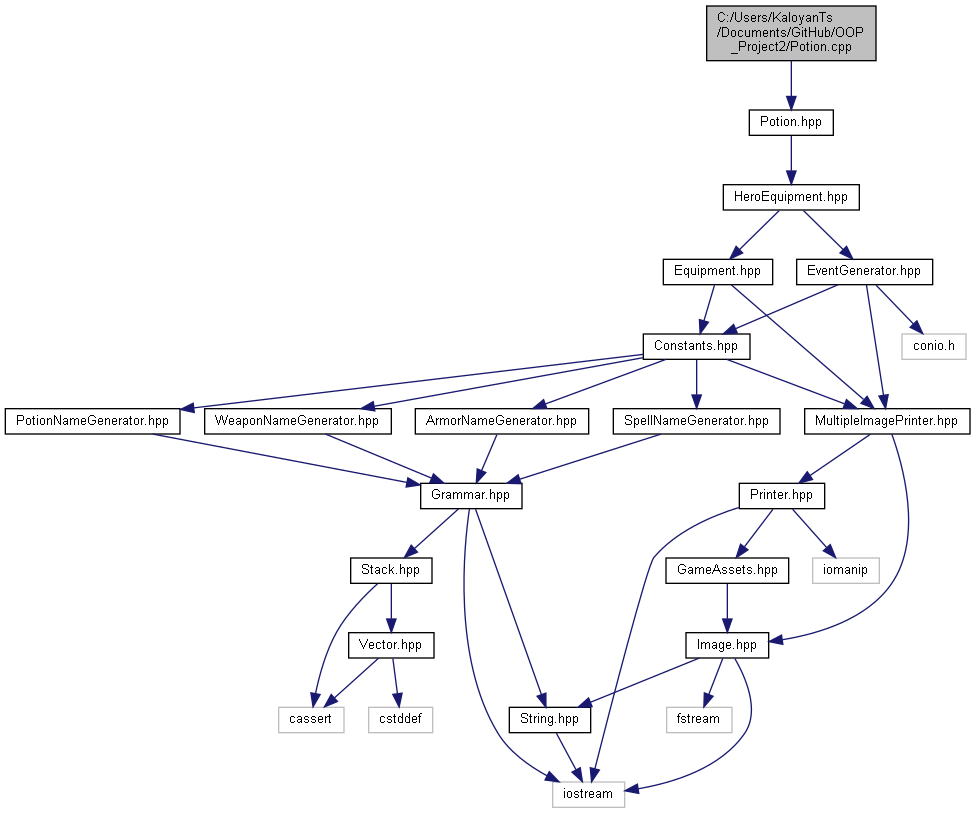 C:/Users/KaloyanTs
/Documents/GitHub/OOP
_Project2/Potion.cpp
Potion.hpp
HeroEquipment.hpp
Equipment.hpp
EventGenerator.hpp
Constants.hpp
conio.h
PotionNameGenerator.hpp
WeaponNameGenerator.hpp
ArmorNameGenerator.hpp
SpellNameGenerator.hpp
MultipleImagePrinter.hpp
Grammar.hpp
Printer.hpp
Stack.hpp
GameAssets.hpp
iomanip
Vector.hpp
Image.hpp
cassert
cstddef
String.hpp
fstream
iostream